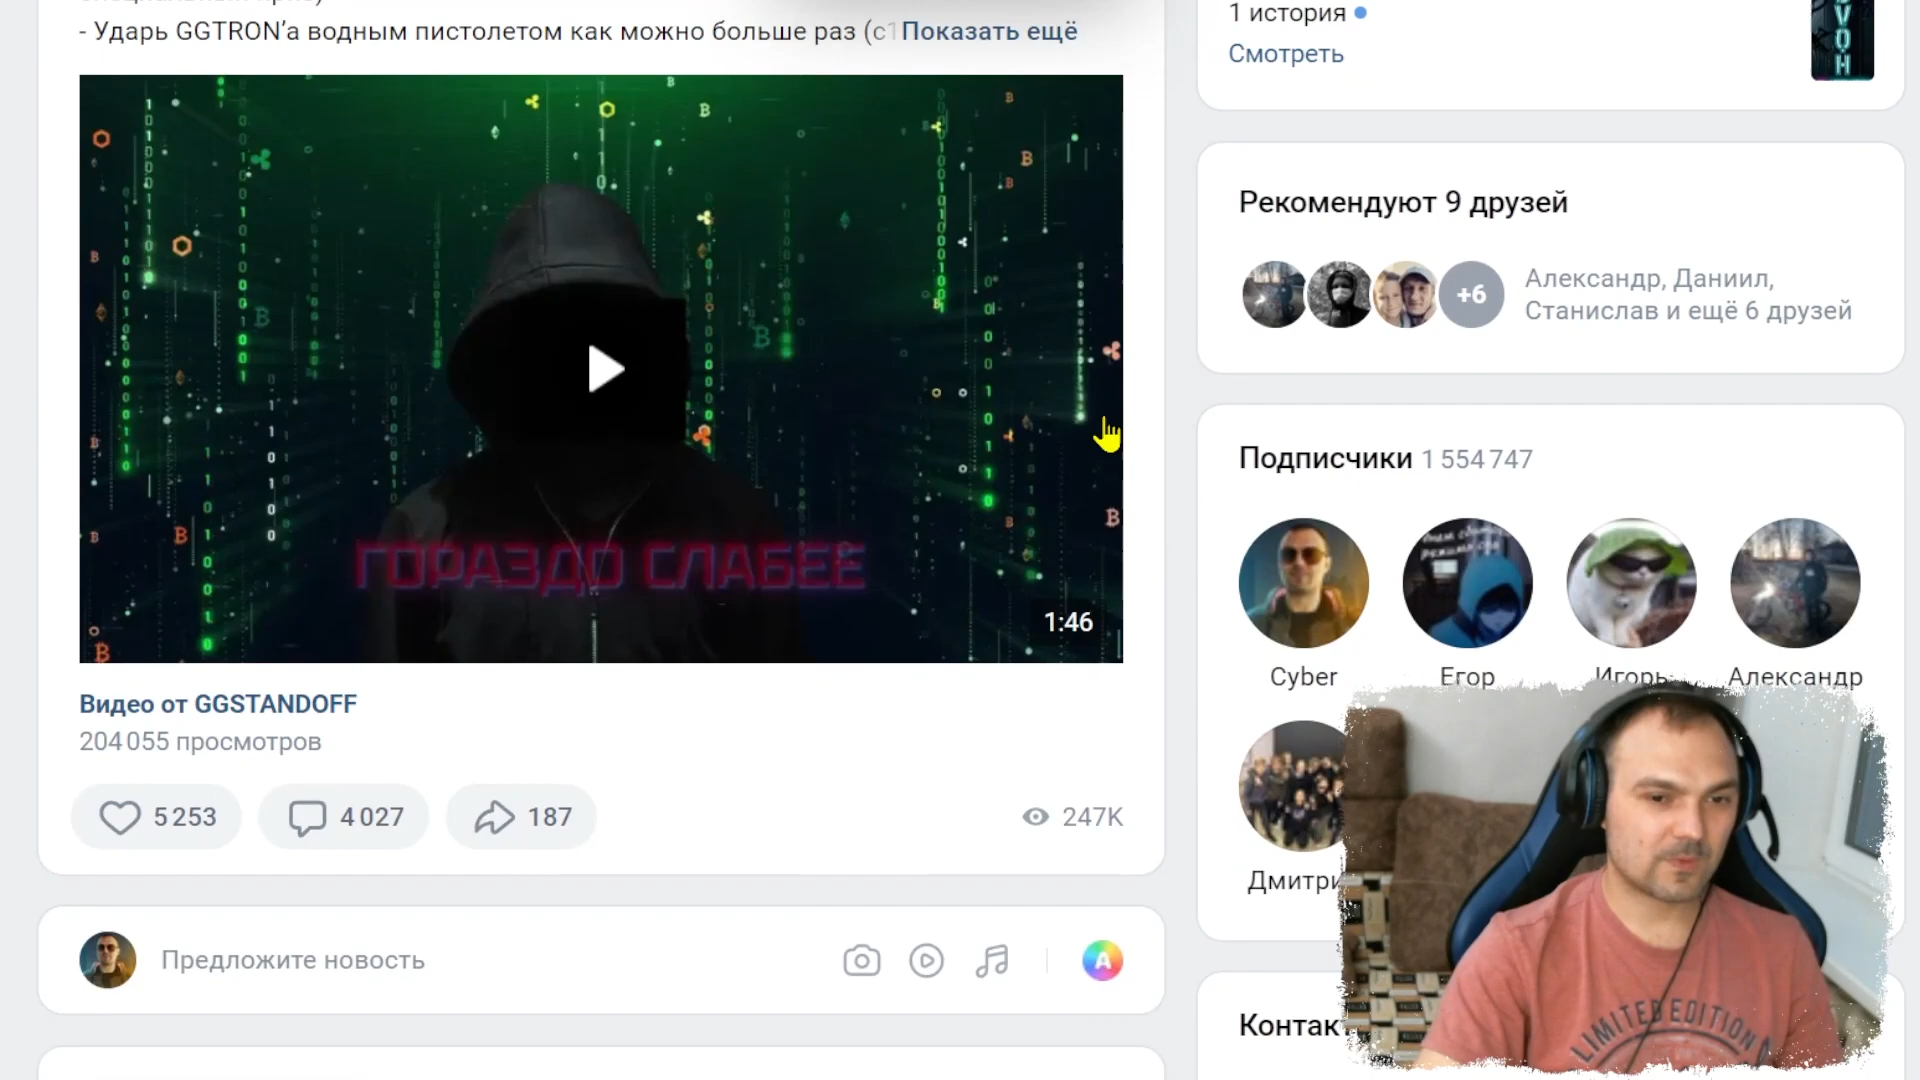 - Ударь GGTRON’а водным пистолетом как можно больше раз (с1 Показать ещё
ГОРАЗДО СЛАБЕЕ
1:46
Видео от GGSTANDOFF
204 055 просмотров
5 253
4 027
187
247K
Предложите новость
A
1 история
Смотреть
Рекомендуют 9 друзей
+6
Александр, Даниил,
Станислав и ещё 6 друзей
Подписчики 1 554 747
Cyber
Егор
Игорь
Александр
Дмитри
Контак
LIMITED EDITION